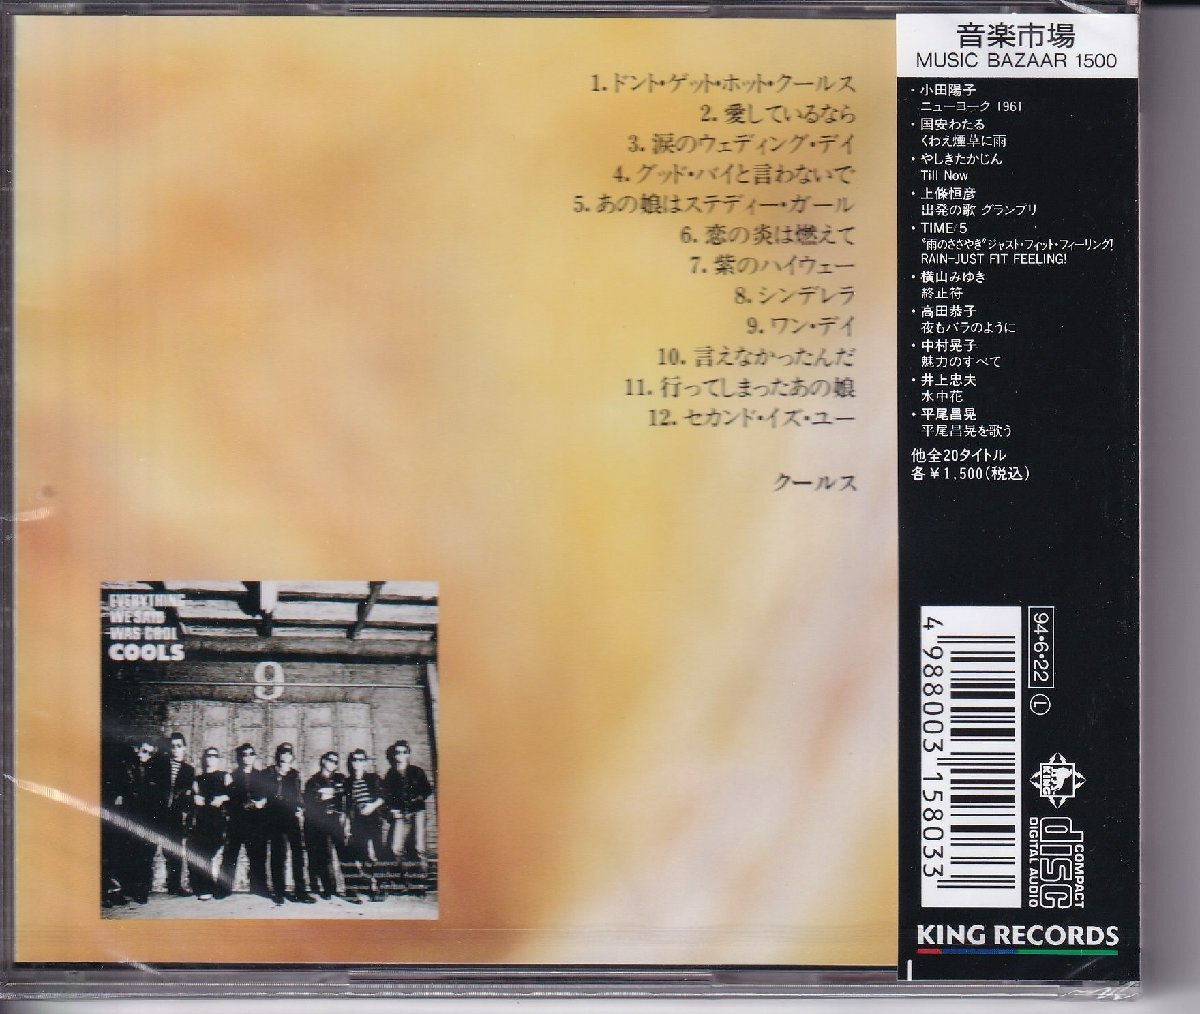 1. ドント・ゲット・ホット・クールス
2. 愛しているなら
3. 涙のウェディング・デイ
4. グッド・バイと言わないで
5. あの娘はステディー・ガール
6. 恋の炎は燃えて
7. 紫のハイウェー
8. シンデレラ
9. ワン・デイ
10. 言えなかったんだ
11. 行ってしまったあの娘
12. セカンド・イズ・ユー
クールス
EVERYTHING
WE SAID
WAS COOL
COOLS
9
音楽市場
MUSIC BAZAAR 1500
・小田陽子
ニューヨーク 1961
・国安わたる
くわえ煙草に雨
・やしきたかじん
Till Now
・上條恒彦
出発の歌 グランプリ
・TIME/5
“雨のささやき”ジャスト・フィット・フィーリング!
RAIN-JUST FIT FEELING!
・横山みゆき
終止符
・高田恭子
夜もバラのように
・中村晃子
魅力のすべて
・井上忠夫
水中花
・平尾昌晃
平尾昌晃を歌う
他全20タイトル
各¥1,500(税込)
94・6・22
L
4 988003 158033
KING
COMPACT
disc
DIGITAL AUDIO
KING RECORDS